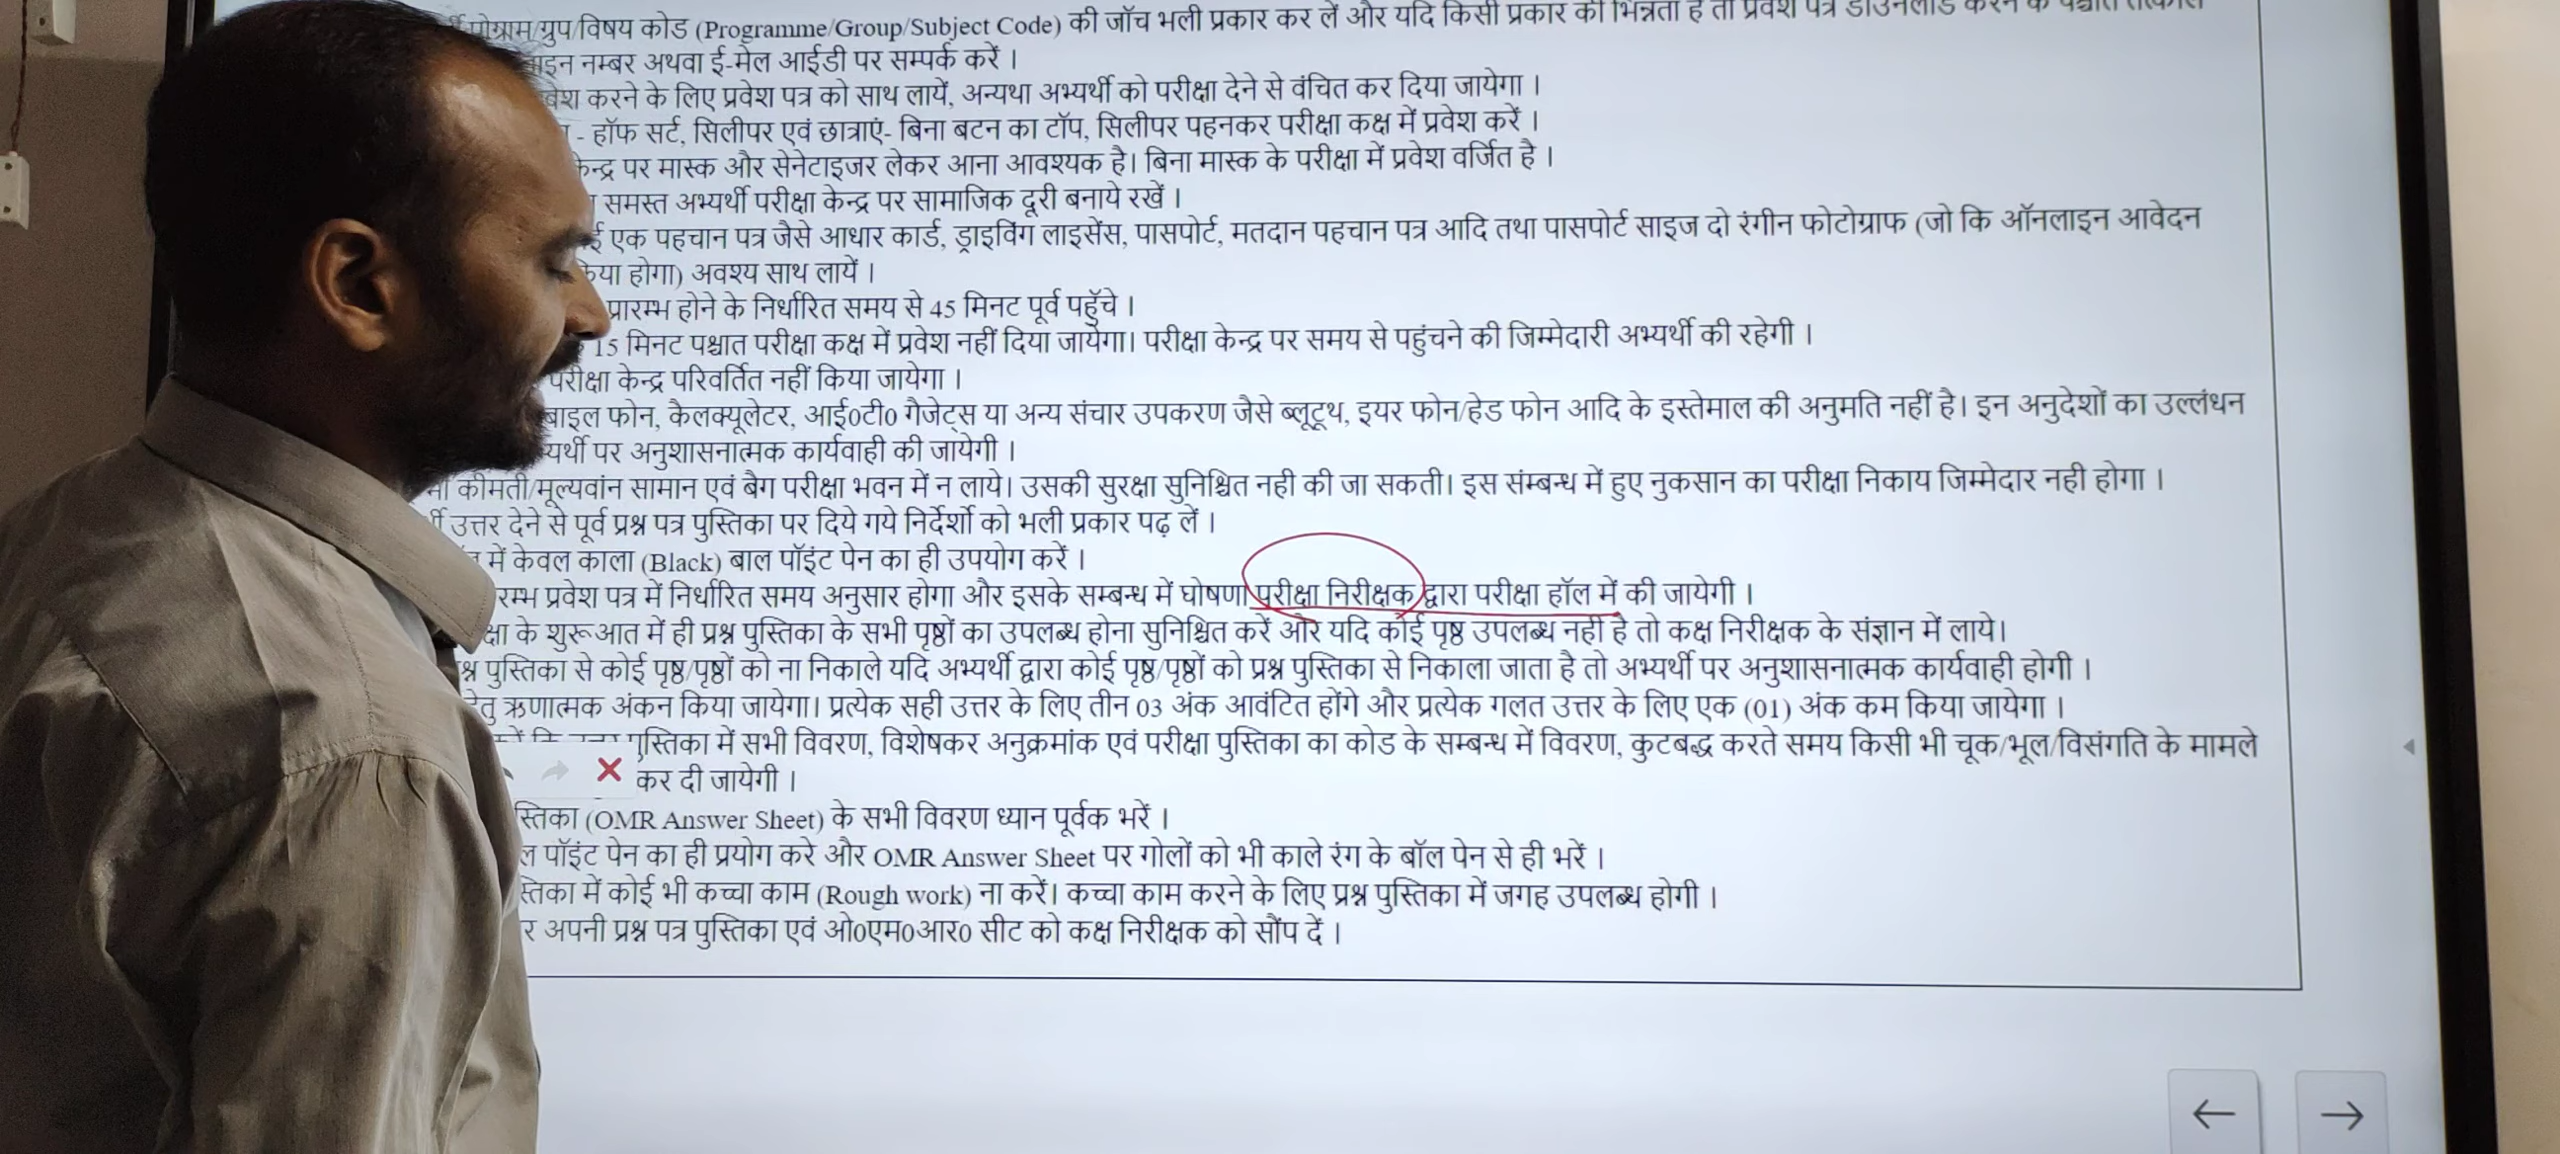 प्रोग्राम/ग्रुप/विषय कोड (Programme/Group/Subject Code) की जॉच भली प्रकार कर लें और यदि किसी प्रकार की भिन्नता है तो प्रवेश पत्र डाउनलोड करने के पश्चात तत्काल
नम्बर अथवा ई-मेल आईडी पर सम्पर्क करें ।
करने के लिए प्रवेश पत्र को साथ लायें, अन्यथा अभ्यर्थी को परीक्षा देने से वंचित कर दिया जायेगा ।
- हॉफ सर्ट, सिलीपर एवं छात्राएं- बिना बटन का टॉप, सिलीपर पहनकर परीक्षा कक्ष में प्रवेश करें ।
केन्द्र पर मास्क और सेनेटाइजर लेकर आना आवश्यक है। बिना मास्क के परीक्षा में प्रवेश वर्जित है ।
समस्त अभ्यर्थी परीक्षा केन्द्र पर सामाजिक दूरी बनाये रखें ।
एक पहचान पत्र जैसे आधार कार्ड, ड्राइविंग लाइसेंस, पासपोर्ट, मतदान पहचान पत्र आदि तथा पासपोर्ट साइज दो रंगीन फोटोग्राफ (जो कि ऑनलाइन आवेदन
होगा) अवश्य साथ लायें ।
प्रारम्भ होने के निर्धारित समय से 45 मिनट पूर्व पहुँचे ।
15 मिनट पश्चात परीक्षा कक्ष में प्रवेश नहीं दिया जायेगा। परीक्षा केन्द्र पर समय से पहुंचने की जिम्मेदारी अभ्यर्थी की रहेगी ।
परीक्षा केन्द्र परिवर्तित नहीं किया जायेगा ।
फोन, कैलक्यूलेटर, आई0टी0 गैजेट्स या अन्य संचार उपकरण जैसे ब्लूटूथ, इयर फोन/हेड फोन आदि के इस्तेमाल की अनुमति नहीं है। इन अनुदेशों का उल्लंघन
पर अनुशासनात्मक कार्यवाही की जायेगी ।
कीमती/मूल्यवांन सामान एवं बैग परीक्षा भवन में न लाये। उसकी सुरक्षा सुनिश्चित नही की जा सकती। इस संम्बन्ध में हुए नुकसान का परीक्षा निकाय जिम्मेदार नही होगा ।
उत्तर देने से पूर्व प्रश्न पत्र पुस्तिका पर दिये गये निर्देशों को भली प्रकार पढ़ लें ।
में केवल काला (Black) बाल पॉइंट पेन का ही उपयोग करें ।
प्रवेश पत्र में निर्धारित समय अनुसार होगा और इसके सम्बन्ध में घोषणा परीक्षा निरीक्षक द्वारा परीक्षा हॉल में की जायेगी ।
के शुरूआत में ही प्रश्न पुस्तिका के सभी पृष्ठों का उपलब्ध होना सुनिश्चित करें और यदि कोई पृष्ठ उपलब्ध नहीं है तो कक्ष निरीक्षक के संज्ञान में लाये।
पुस्तिका से कोई पृष्ठ/पृष्ठों को ना निकाले यदि अभ्यर्थी द्वारा कोई पृष्ठ/पृष्ठों को प्रश्न पुस्तिका से निकाला जाता है तो अभ्यर्थी पर अनुशासनात्मक कार्यवाही होगी ।
ऋणात्मक अंकन किया जायेगा। प्रत्येक सही उत्तर के लिए तीन 03 अंक आवंटित होंगे और प्रत्येक गलत उत्तर के लिए एक (01) अंक कम किया जायेगा ।
में सभी विवरण, विशेषकर अनुक्रमांक एवं परीक्षा पुस्तिका का कोड के सम्बन्ध में विवरण, कुटबद्ध करते समय किसी भी चूक/भूल/विसंगति के मामले
कर दी जायेगी ।
(OMR Answer Sheet) के सभी विवरण ध्यान पूर्वक भरें ।
पॉइंट पेन का ही प्रयोग करे और OMR Answer Sheet पर गोलों को भी काले रंग के बॉल पेन से ही भरें ।
में कोई भी कच्चा काम (Rough work) ना करें। कच्चा काम करने के लिए प्रश्न पुस्तिका में जगह उपलब्ध होगी ।
अपनी प्रश्न पत्र पुस्तिका एवं ओ0एम0आर0 सीट को कक्ष निरीक्षक को सौंप दें ।